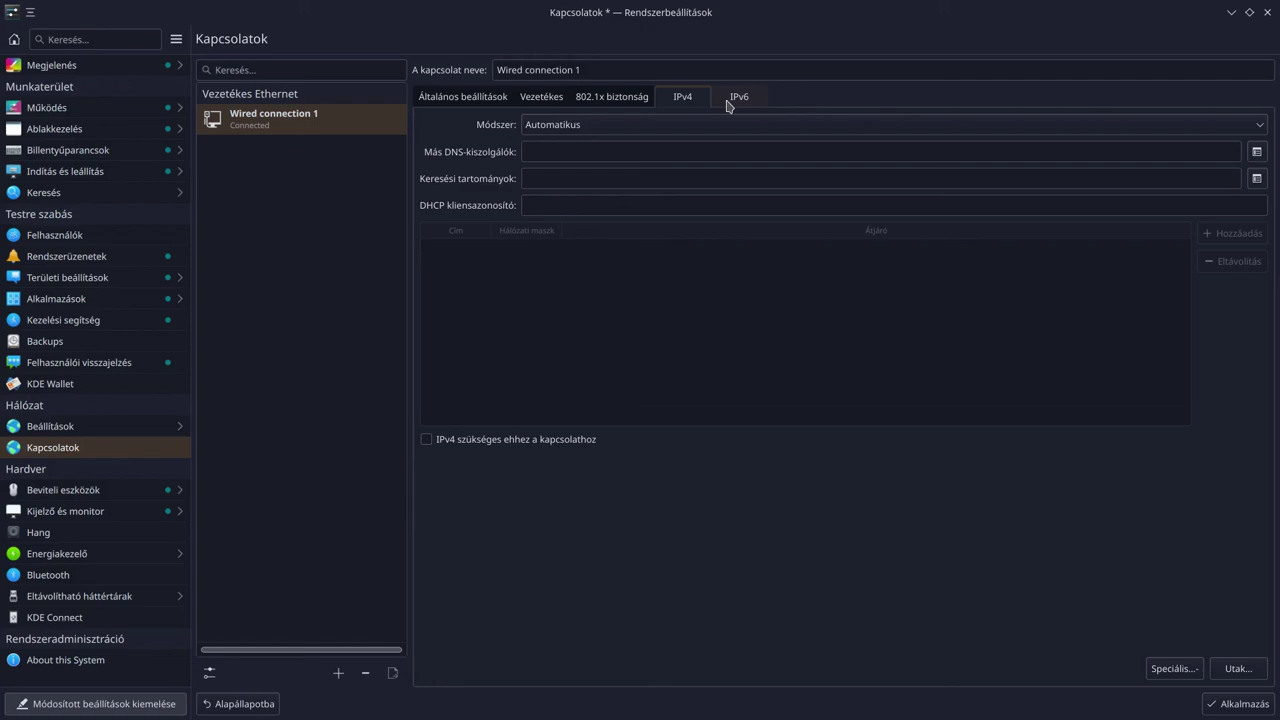 Kapcsolatok * — Rendszerbeállítások
Keresés...
Kapcsolatok
Megjelenés
Munkaterület
Működés
Ablakkezelés
Billentyűparancsok
Indítás és leállítás
Keresés
Testre szabás
Felhasználók
Rendszerüzenetek
Területi beállítások
Alkalmazások
Kezelési segítség
Backups
Felhasználói visszajelzés
KDE Wallet
Hálózat
Beállítások
Kapcsolatok
Hardver
Beviteli eszközök
Kijelző és monitor
Hang
Energiakezelő
Bluetooth
Eltávolítható háttértárak
KDE Connect
Rendszeradminisztráció
About this System
Módosított beállítások kiemelése
Keresés...
Vezetékes Ethernet
Wired connection 1
Connected
Alapállapotba
A kapcsolat neve: Wired connection 1
Általános beállítások Vezetékes 802.1x biztonság IPv4 IPv6
Módszer: Automatikus
Más DNS-kiszolgálók:
Keresési tartományok:
DHCP kliensazonosító:
Cím Hálózati maszk Átjáró
Hozzáadás
Eltávolítás
IPv4 szükséges ehhez a kapcsolathoz
Speciális... Utak...
Alkalmazás